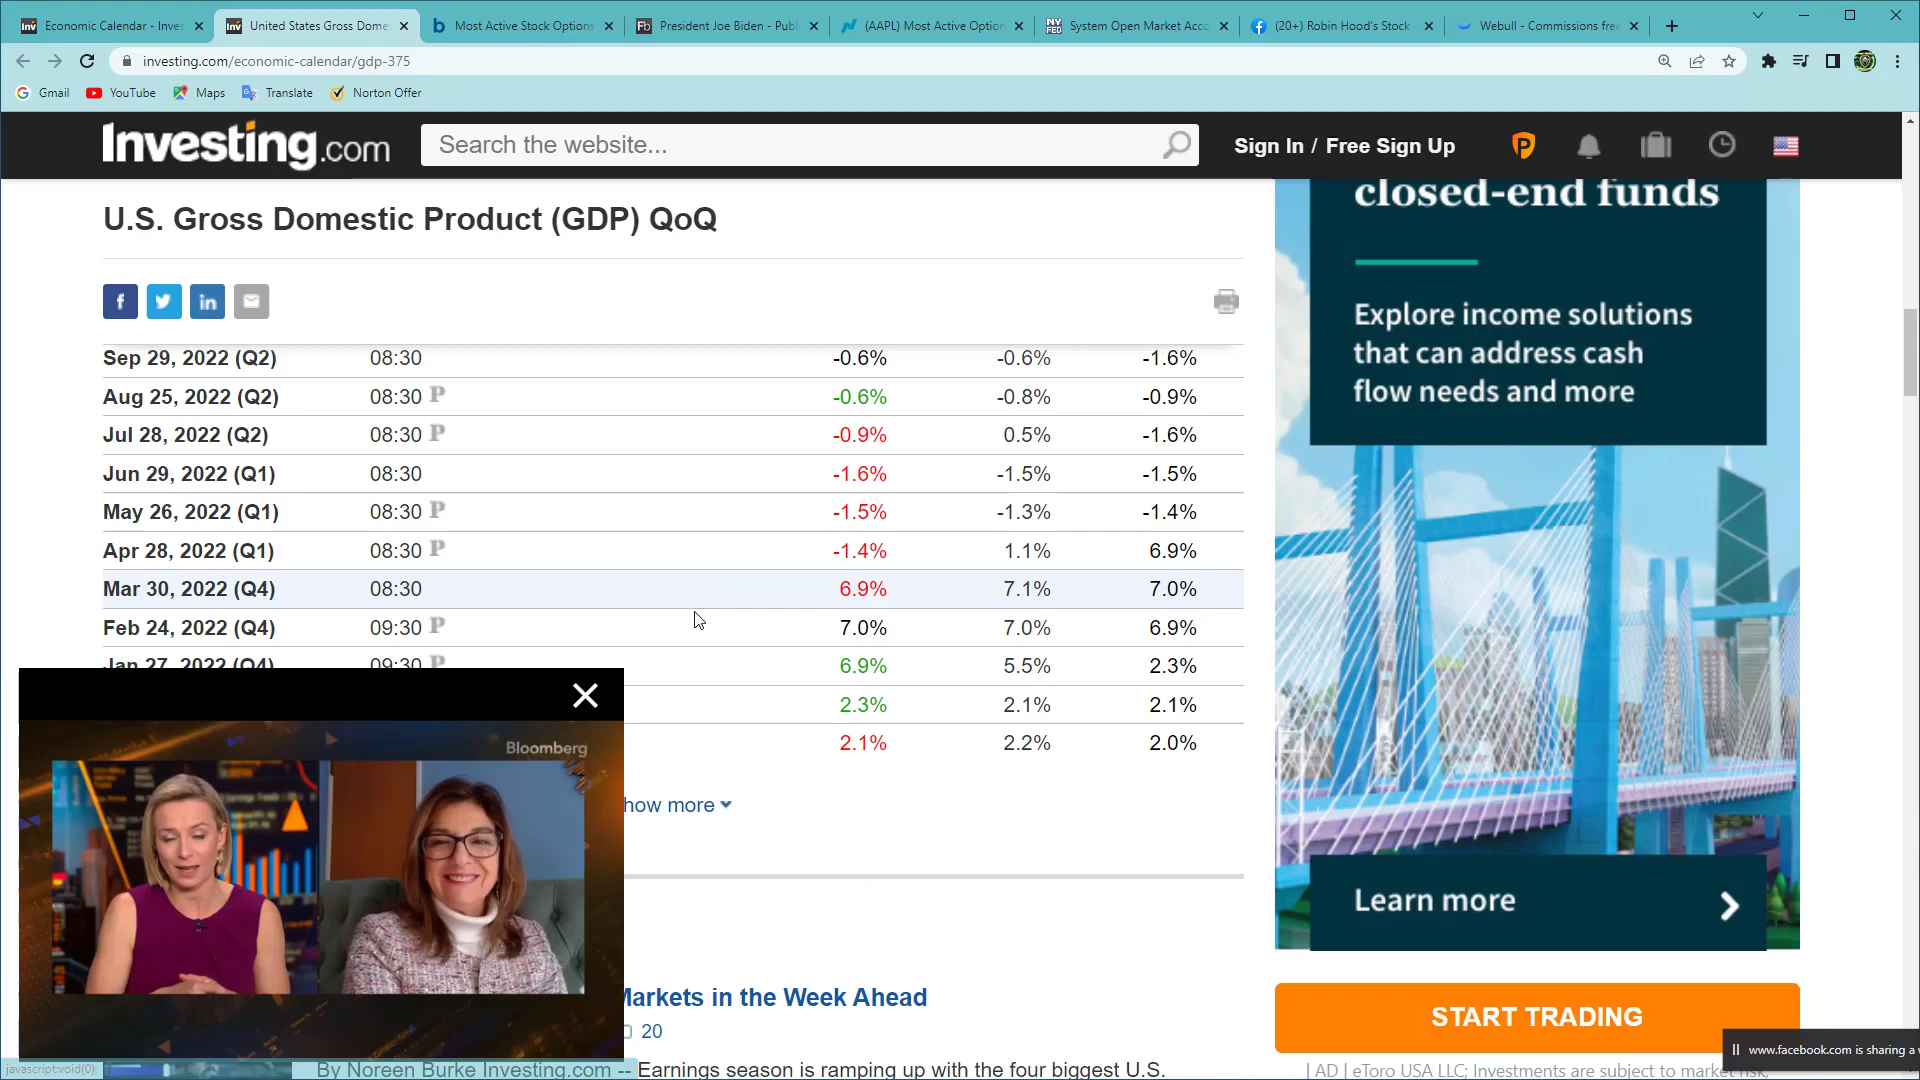 Economic Calendar - Inves
United States Gross Dome
Most Active Stock Options
President Joe Biden - Publ
(AAPL) Most Active Option
System Open Market Acco
(20+) Robin Hood's Stock
Webull - Commissions free
investing.com/economic-calendar/gdp-375
Gmail
YouTube
Maps
Translate
Norton Offer
Investing.com
Search the website...
Sign In / Free Sign Up
U.S. Gross Domestic Product (GDP) QoQ
Sep 29, 2022 (Q2) 08:30 -0.6% -0.6% -1.6%
Aug 25, 2022 (Q2) 08:30 P -0.6% -0.8% -0.9%
Jul 28, 2022 (Q2) 08:30 P -0.9% 0.5% -1.6%
Jun 29, 2022 (Q1) 08:30 -1.6% -1.5% -1.5%
May 26, 2022 (Q1) 08:30 P -1.5% -1.3% -1.4%
Apr 28, 2022 (Q1) 08:30 P -1.4% 1.1% 6.9%
Mar 30, 2022 (Q4) 08:30 6.9% 7.1% 7.0%
Feb 24, 2022 (Q4) 09:30 P 7.0% 7.0% 6.9%
Jan 27, 2022 (Q4) 09:30 P 6.9% 5.5% 2.3%
2.3% 2.1% 2.1%
2.1% 2.2% 2.0%
how more
Bloomberg
Markets in the Week Ahead
20
By Noreen Burke Investing.com -- Earnings season is ramping up with the four biggest U.S.
closed-end funds
Explore income solutions
that can address cash
flow needs and more
Learn more
START TRADING
www.facebook.com is sharing a
| AD | eToro USA LLC; Investments are subject to market risk,
javascript:void(0);